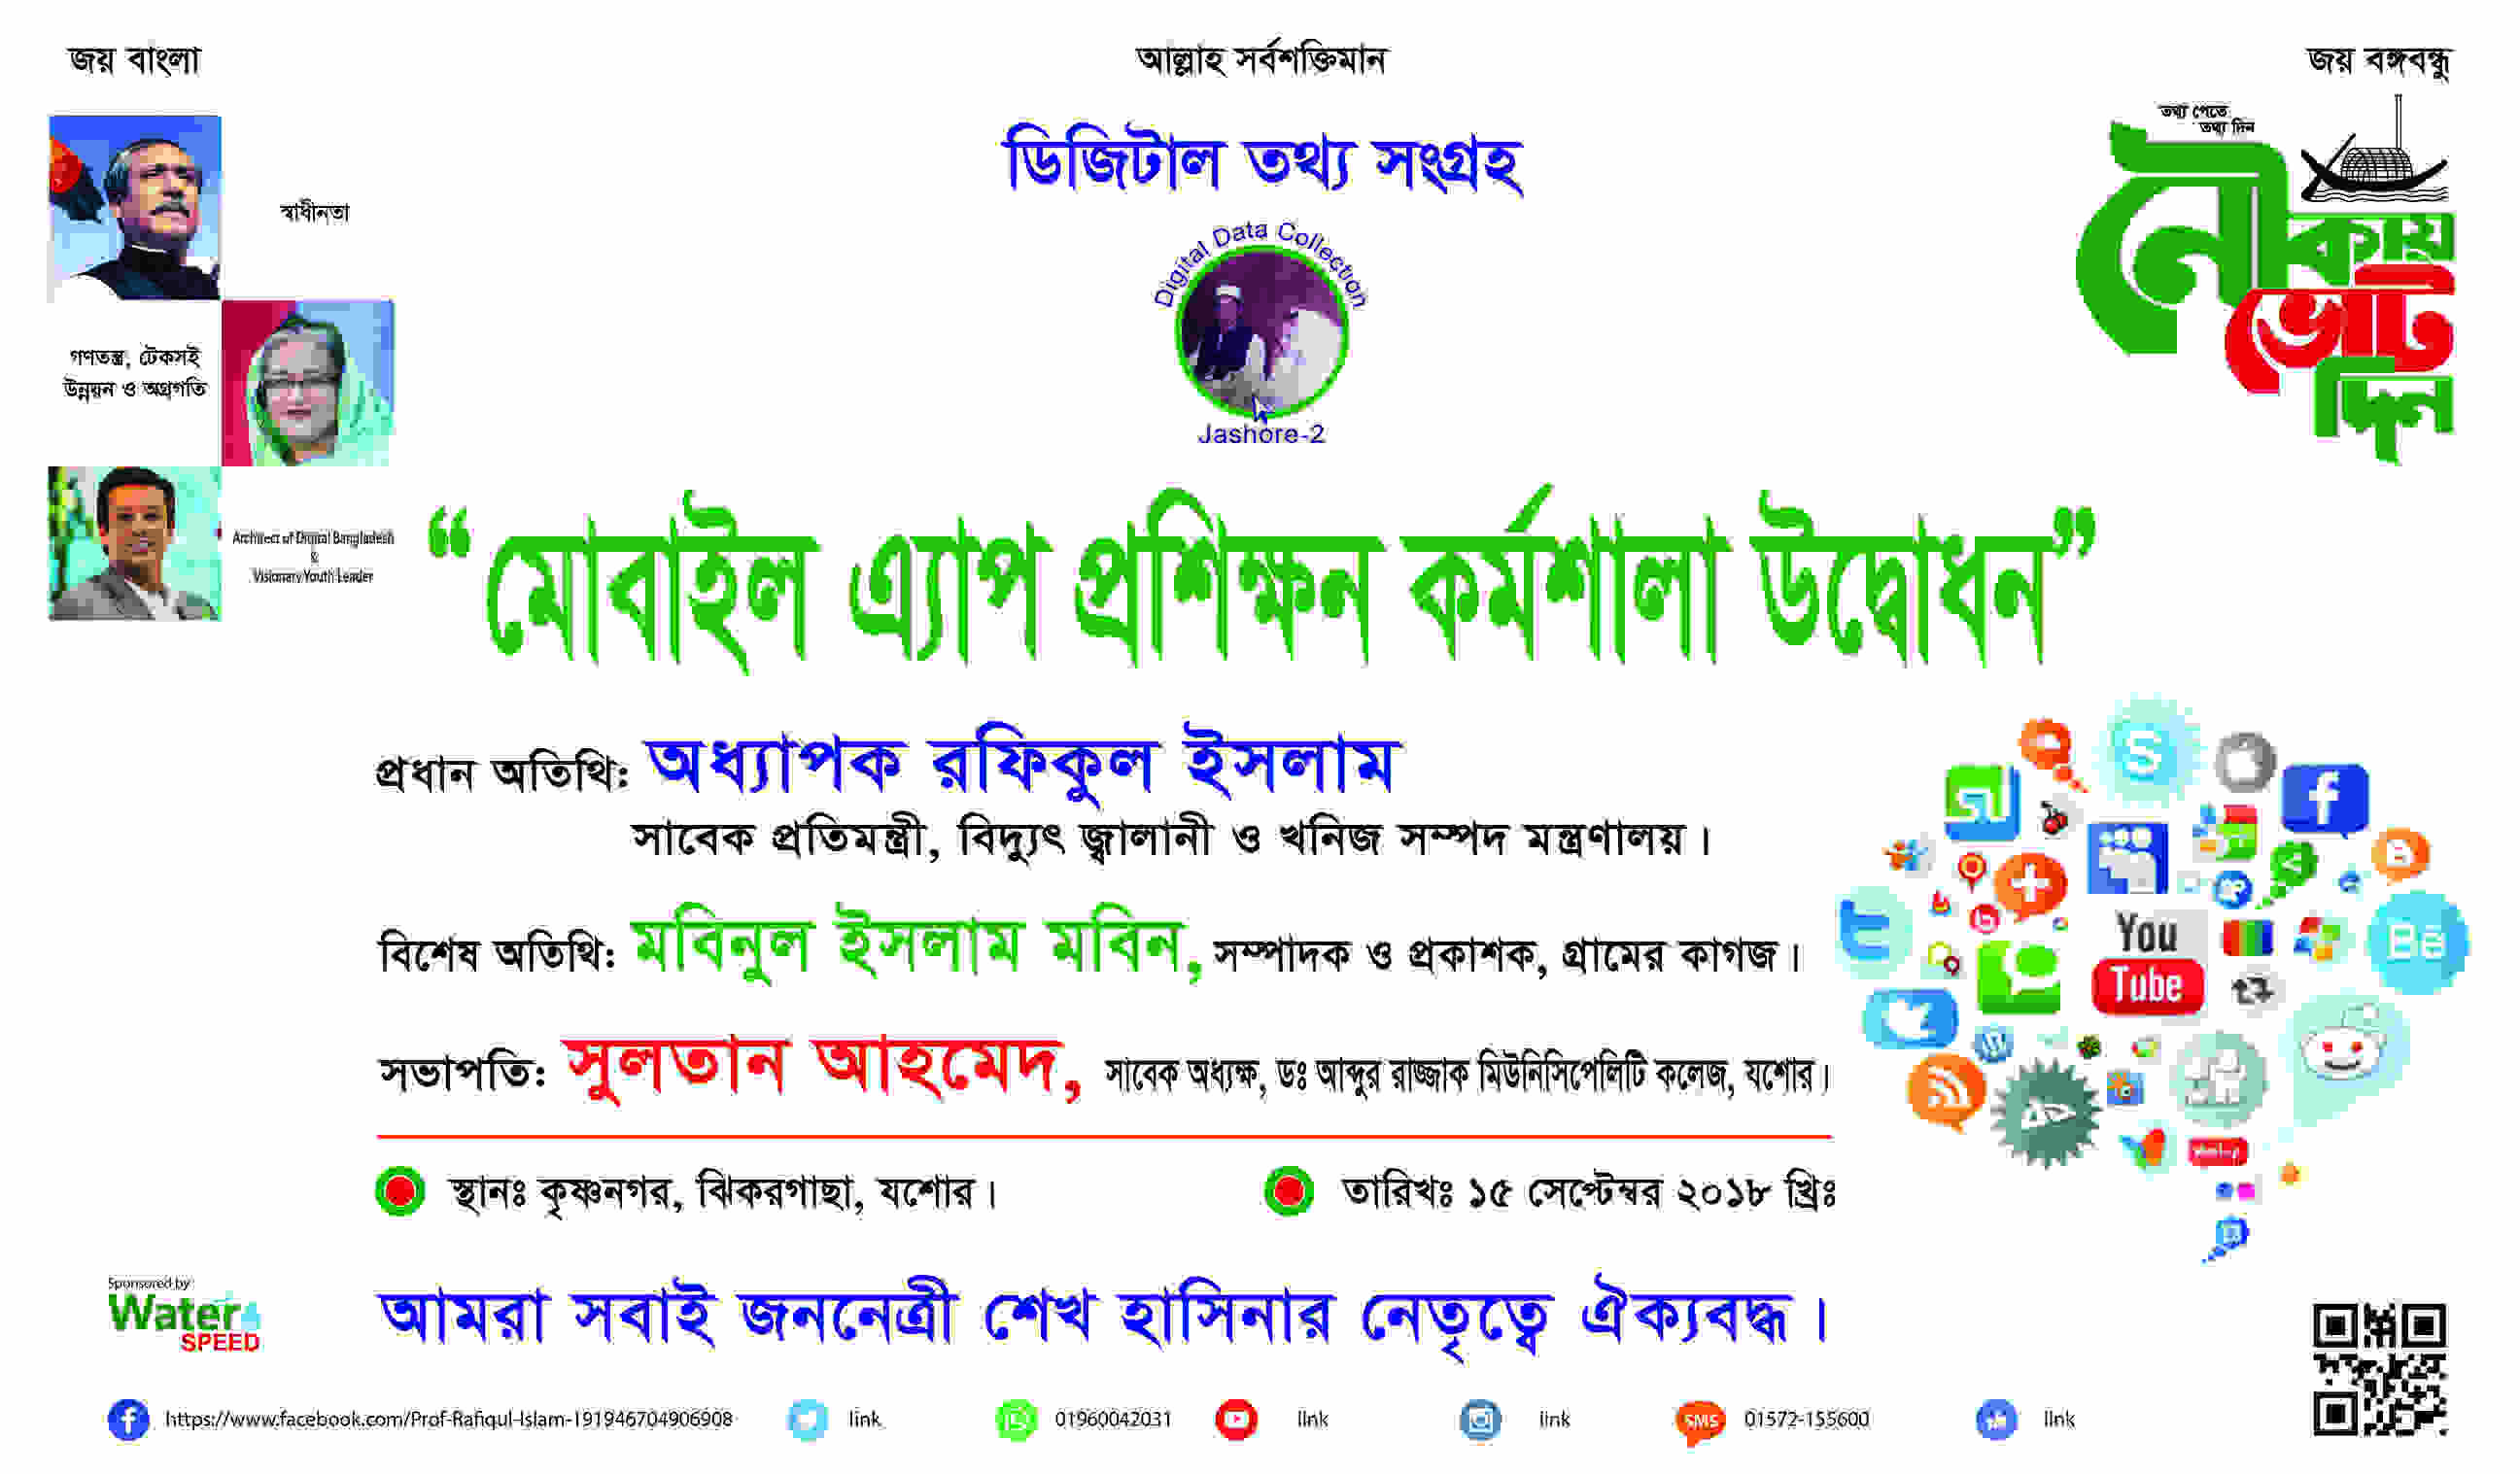 জয় বাংলা
আল্লাহ সর্বশক্তিমান
জয় বঙ্গবন্ধু
ডিজিটাল তথ্য সংগ্রহ
তথ্য পেতে
তথ্য দিন
নৌকায়
ভোট
দিন
স্বাধীনতা
Digital Data Collection
Jashore-2
গণতন্ত্র, টেকসই
উন্নয়ন ও অগ্রগতি
Architect of Digital Bangladesh
&
Visionary Youth Leader
“মোবাইল এ্যাপ প্রশিক্ষন কর্মশালা উদ্বোধন”
প্রধান অতিথি: অধ্যাপক রফিকুল ইসলাম
সাবেক প্রতিমন্ত্রী, বিদ্যুৎ জ্বালানী ও খনিজ সম্পদ মন্ত্রণালয়।
বিশেষ অতিথি: মবিনুল ইসলাম মবিন, সম্পাদক ও প্রকাশক, গ্রামের কাগজ।
You
Tube
Bē
সভাপতি: সুলতান আহমেদ, সাবেক অধ্যক্ষ, ডঃ আব্দুর রাজ্জাক মিউনিসিপেলিটি কলেজ, যশোর।
স্থানঃ কৃষ্ণনগর, ঝিকরগাছা, যশোর।
তারিখঃ ১৫ সেপ্টেম্বর ২০১৮ খ্রিঃ
Sponsored by:
Water
SPEED
আমরা সবাই জননেত্রী শেখ হাসিনার নেতৃত্বে ঐক্যবদ্ধ।
https://www.facebook.com/Prof-Rafiqul-Islam-191946704906908
link
01960042031
link
link
SMS
01572-155600
link